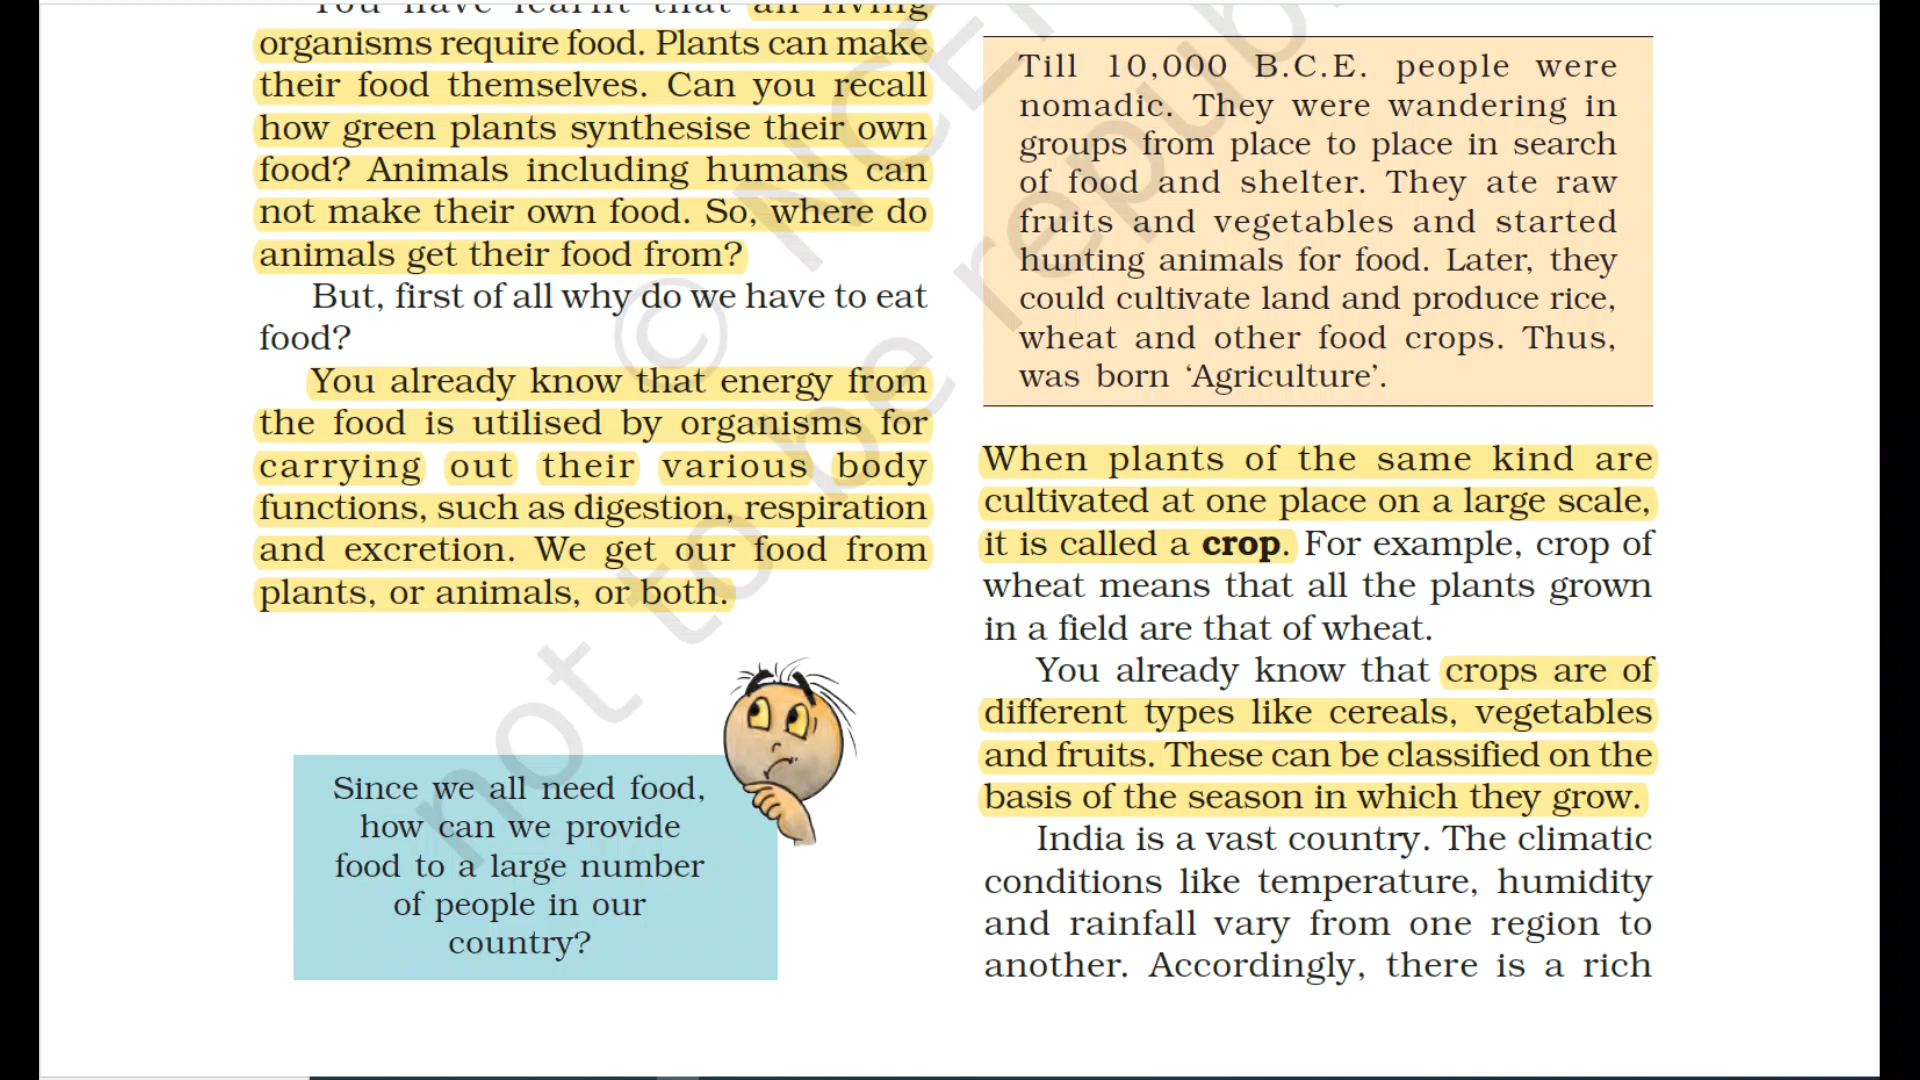 You have learnt that all living
organisms require food. Plants can make
their food themselves. Can you recall
how green plants synthesise their own
food? Animals including humans can
not make their own food. So, where do
animals get their food from?
But, first of all why do we have to eat
food?
You already know that energy from
the food is utilised by organisms for
carrying out their various body
functions, such as digestion, respiration
and excretion. We get our food from
plants, or animals, or both.
Since we all need food,
how can we provide
food to a large number
of people in our
country?
Till 10,000 B.C.E. people were
nomadic. They were wandering in
groups from place to place in search
of food and shelter. They ate raw
fruits and vegetables and started
hunting animals for food. Later, they
could cultivate land and produce rice,
wheat and other food crops. Thus,
was born ‘Agriculture’.
When plants of the same kind are
cultivated at one place on a large scale,
it is called a crop. For example, crop of
wheat means that all the plants grown
in a field are that of wheat.
You already know that crops are of
different types like cereals, vegetables
and fruits. These can be classified on the
basis of the season in which they grow.
India is a vast country. The climatic
conditions like temperature, humidity
and rainfall vary from one region to
another. Accordingly, there is a rich
© NCE
not to be repub